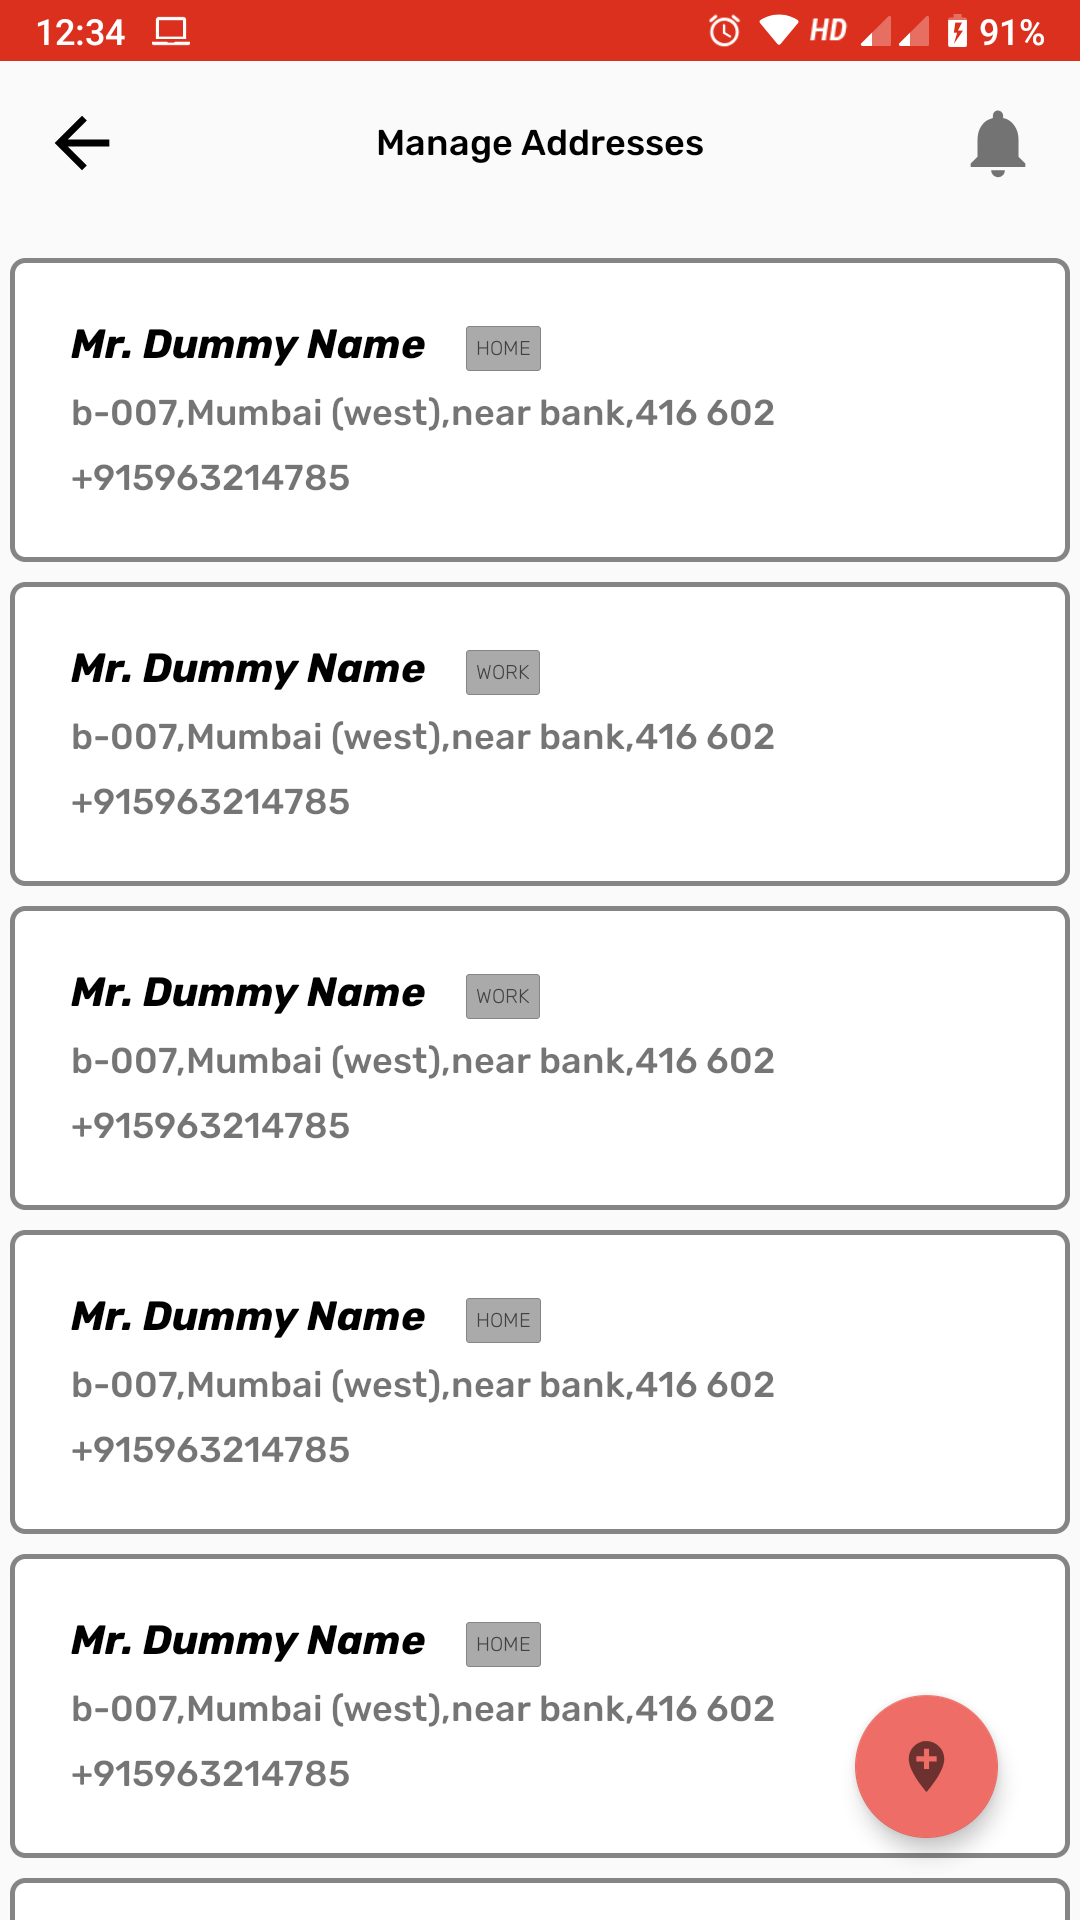 12:34 HD 91%
Manage Addresses
Mr. Dummy Name HOME
b-007,Mumbai (west),near bank,416 602
+915963214785
Mr. Dummy Name WORK
b-007,Mumbai (west),near bank,416 602
+915963214785
Mr. Dummy Name WORK
b-007,Mumbai (west),near bank,416 602
+915963214785
Mr. Dummy Name HOME
b-007,Mumbai (west),near bank,416 602
+915963214785
Mr. Dummy Name HOME
b-007,Mumbai (west),near bank,416 602
+915963214785